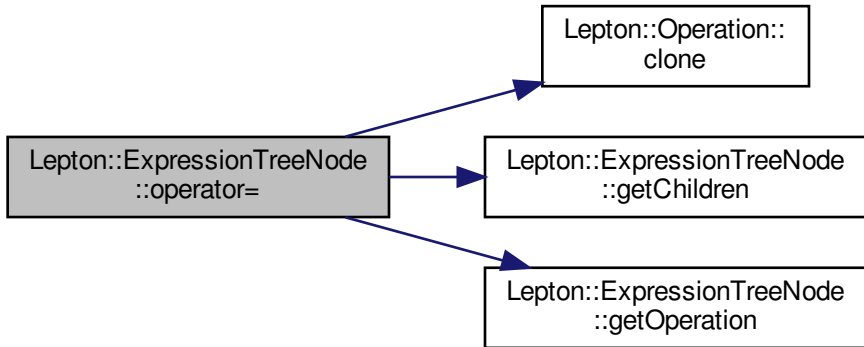 Lepton::Operation::
clone
Lepton::ExpressionTreeNode
::operator=
Lepton::ExpressionTreeNode
::getChildren
Lepton::ExpressionTreeNode
::getOperation